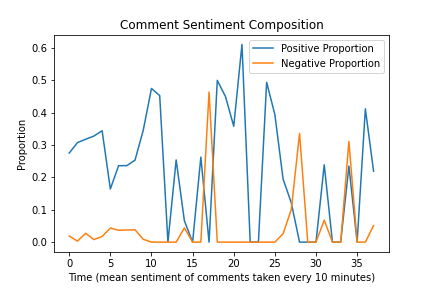 Comment Sentiment Composition
Positive Proportion
Negative Proportion
Proportion
0.6
0.5
0.4
0.3
0.2
0.1
0.0
0 5 10 15 20 25 30 35
Time (mean sentiment of comments taken every 10 minutes)